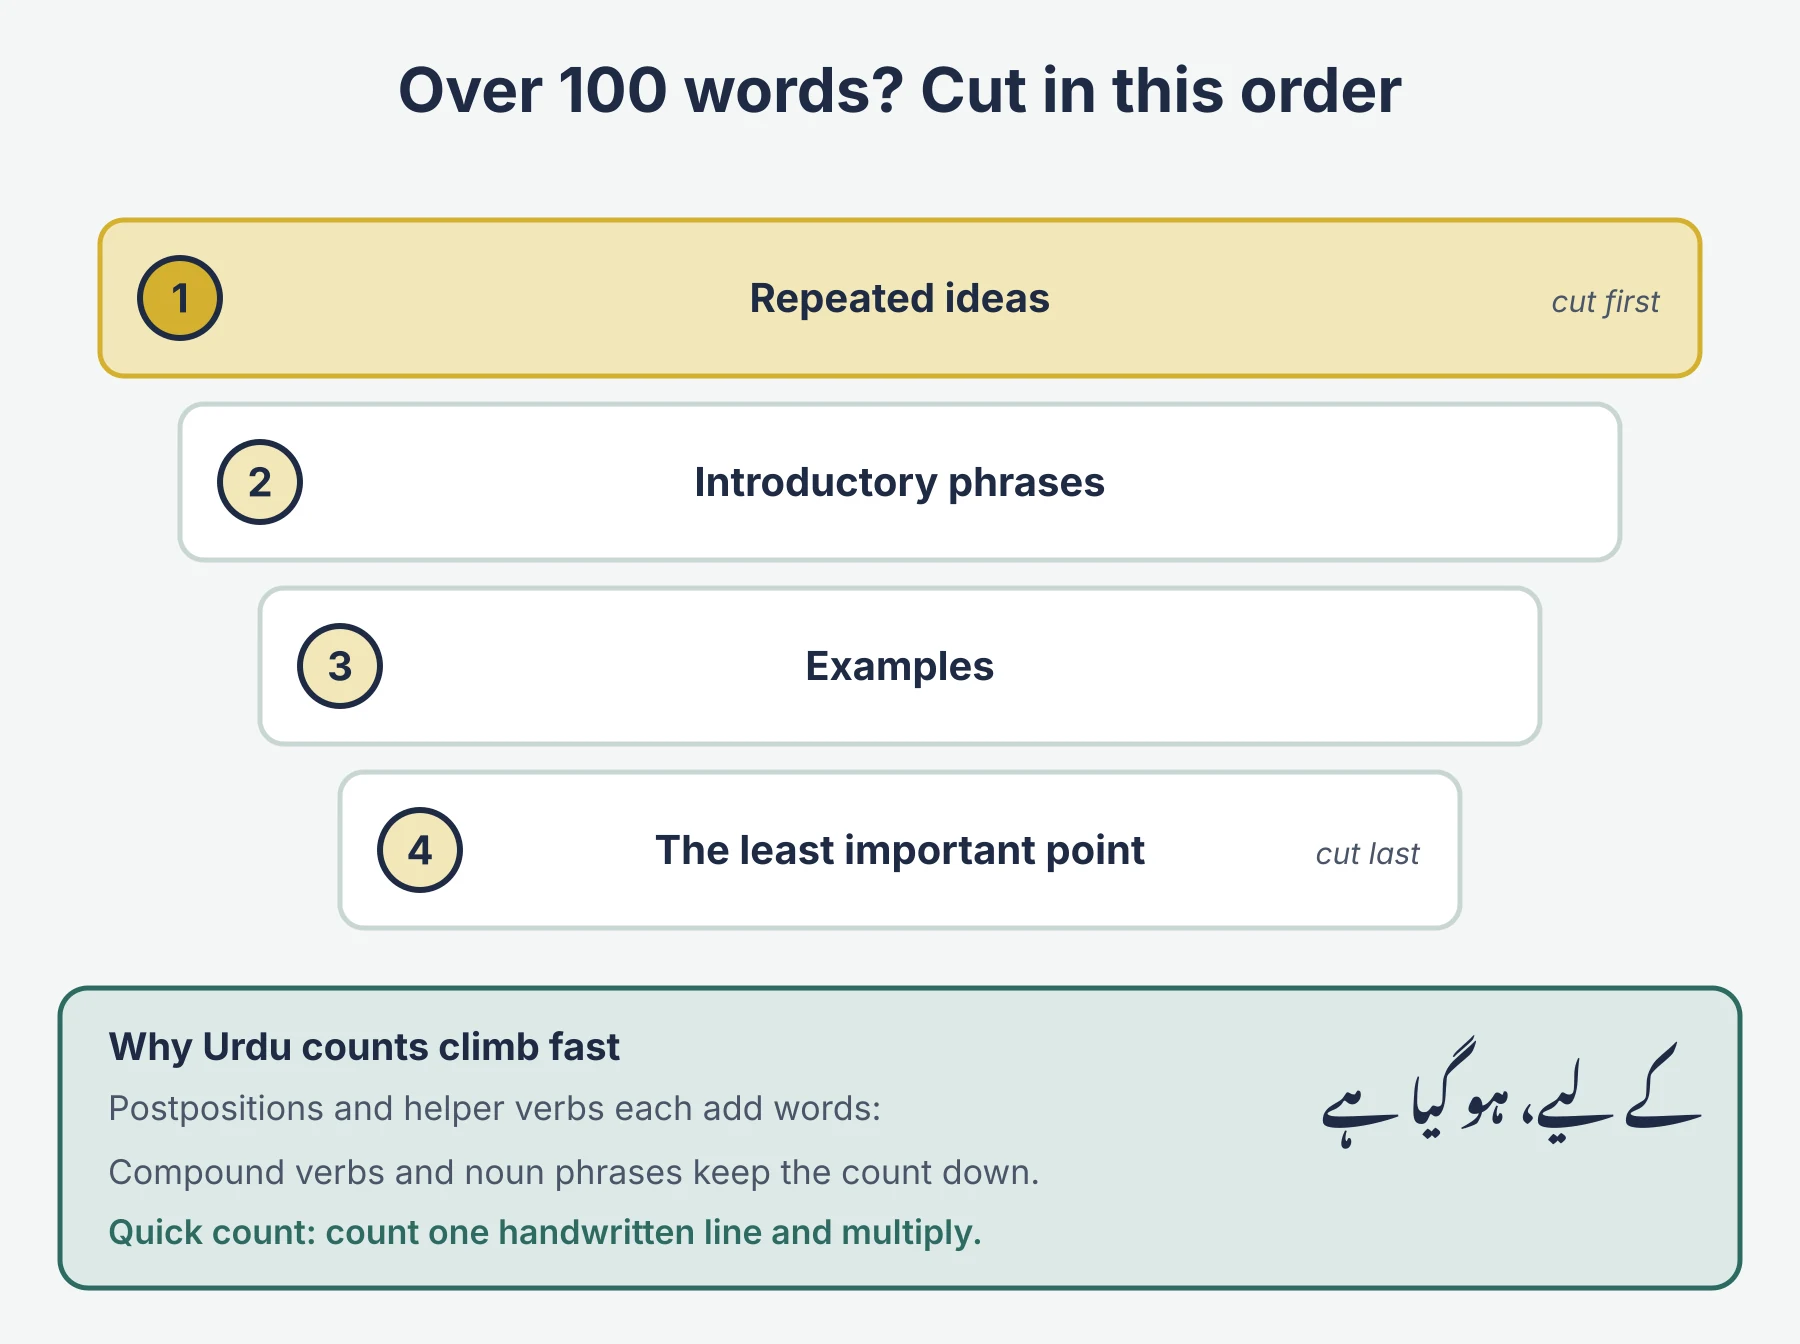 Over 100 words? Cut in this order
1 Repeated ideas cut first
2 Introductory phrases
3 Examples
4 The least important point cut last
Why Urdu counts climb fast
Postpositions and helper verbs each add words:
کے لیے، ہو گیا ہے
Compound verbs and noun phrases keep the count down.
Quick count: count one handwritten line and multiply.